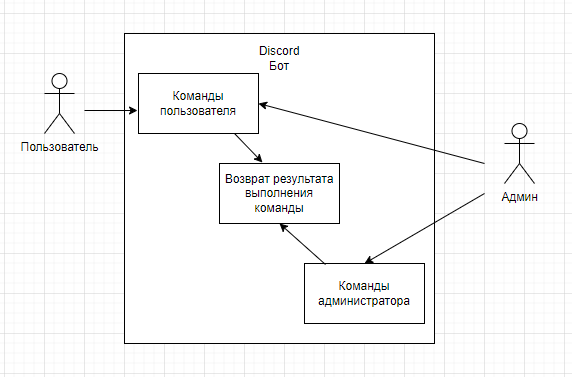 Discord
Бот
Команды
пользователя
Пользователь
Возврат результата
выполнения
команды
Админ
Команды
администратора